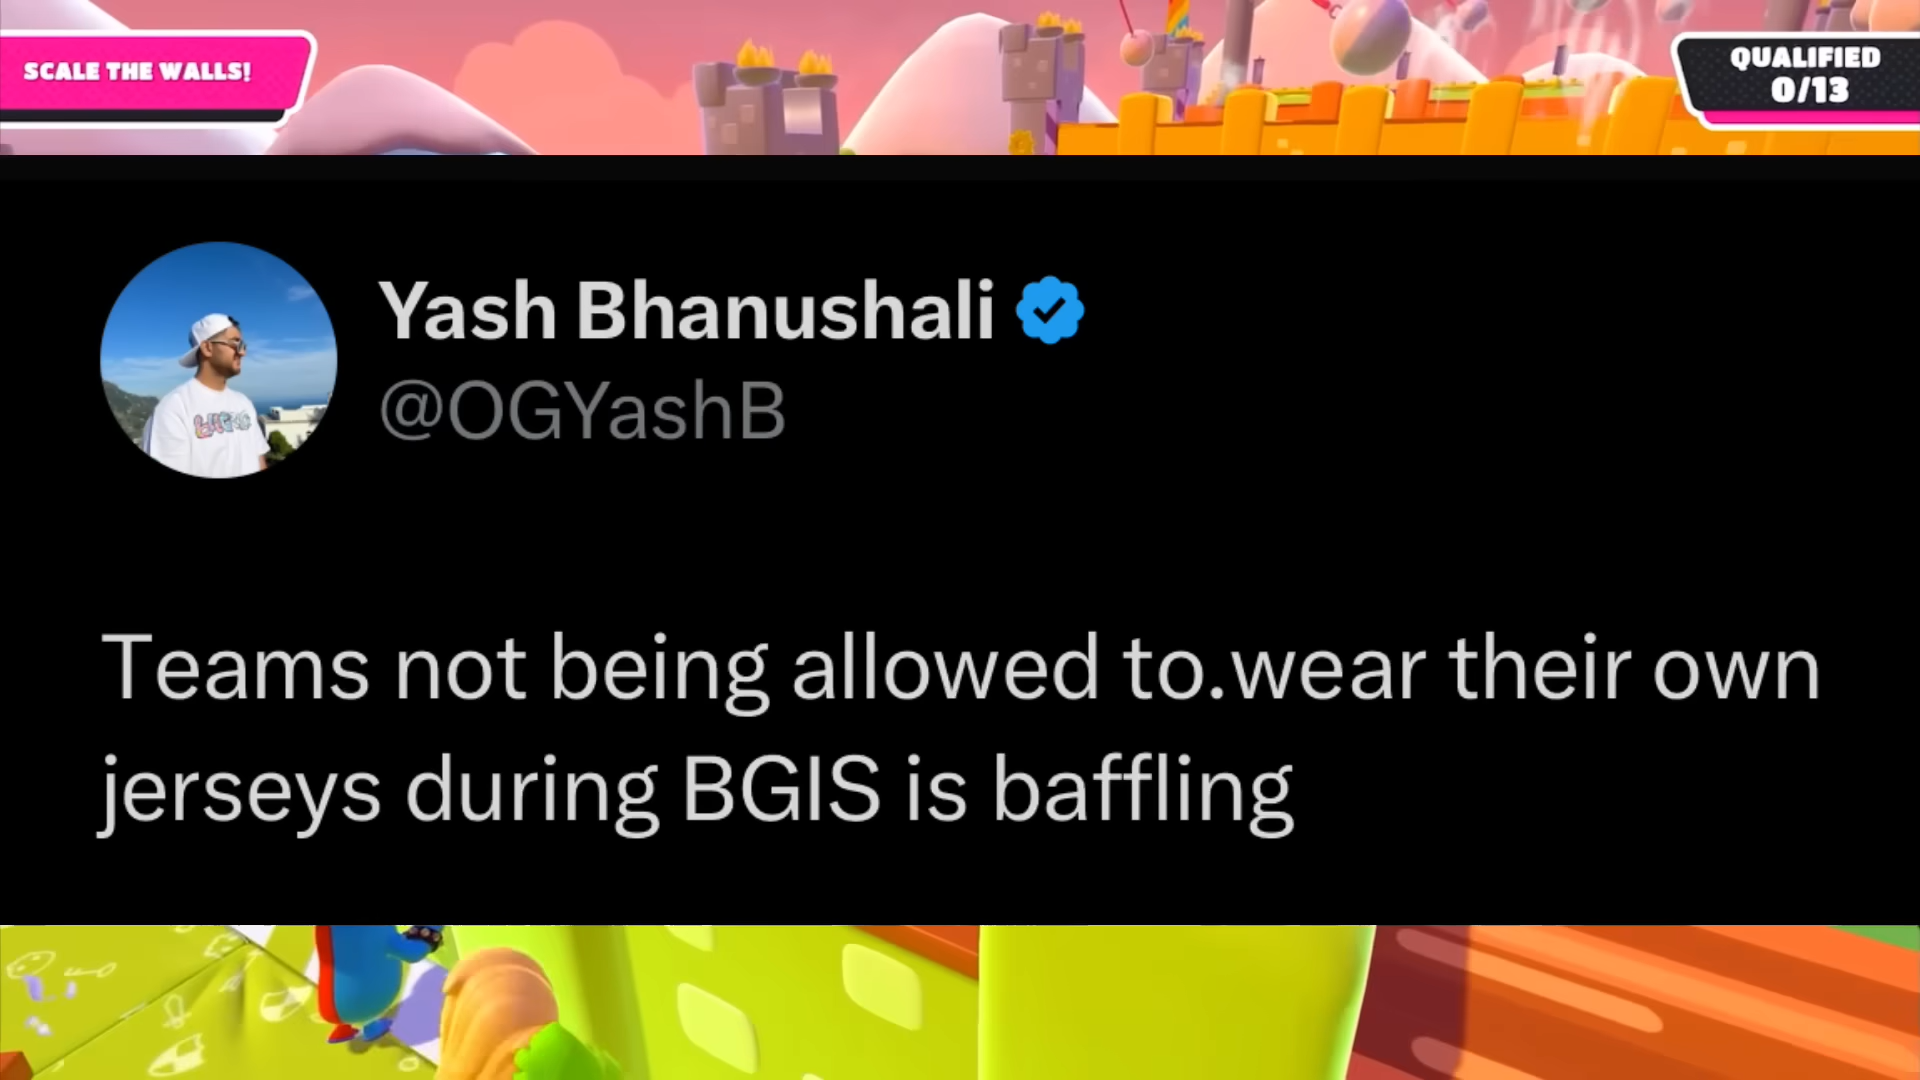 SCALE THE WALLS!
QUALIFIED
0/13
Yash Bhanushali
@OGYashB
Teams not being allowed to.wear their own
jerseys during BGIS is baffling